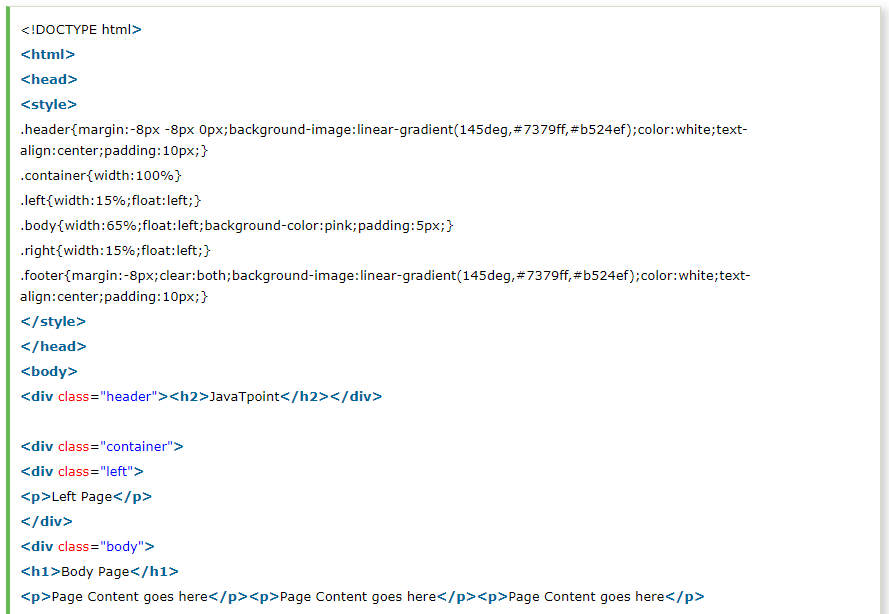 <!DOCTYPE html>
<html>
<head>
<style>
.header{margin:-8px -8px 0px;background-image:linear-gradient(145deg,#7379ff,#b524ef);color:white;text-
align:center;padding:10px;}
.container{width:100%}
.left{width:15%;float:left;}
.body{width:65%;float:left;background-color:pink;padding:5px;}
.right{width:15%;float:left;}
.footer{margin:-8px;clear:both;background-image:linear-gradient(145deg,#7379ff,#b524ef);color:white;text-
align:center;padding:10px;}
</style>
</head>
<body>
<div class="header"><h2>JavaTpoint</h2></div>
<div class="container">
<div class="left">
<p>Left Page</p>
</div>
<div class="body">
<h1>Body Page</h1>
<p>Page Content goes here</p><p>Page Content goes here</p><p>Page Content goes here</p>